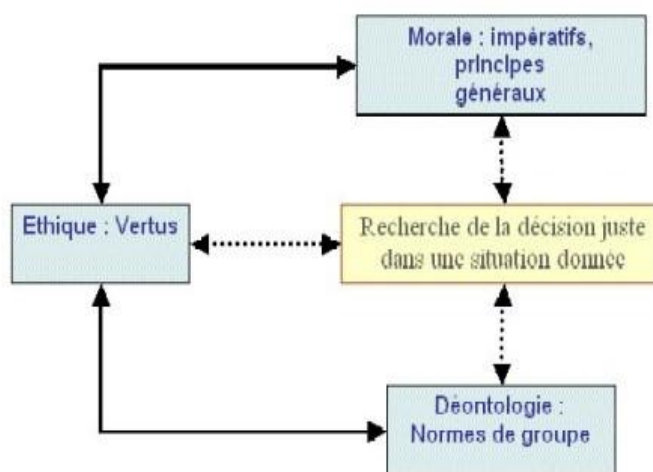 Morale : impératifs,
principes
généraux
Ethique : Vertus
Recherche de la décision juste
dans une situation donnée
Déontologie :
Normes de groupe